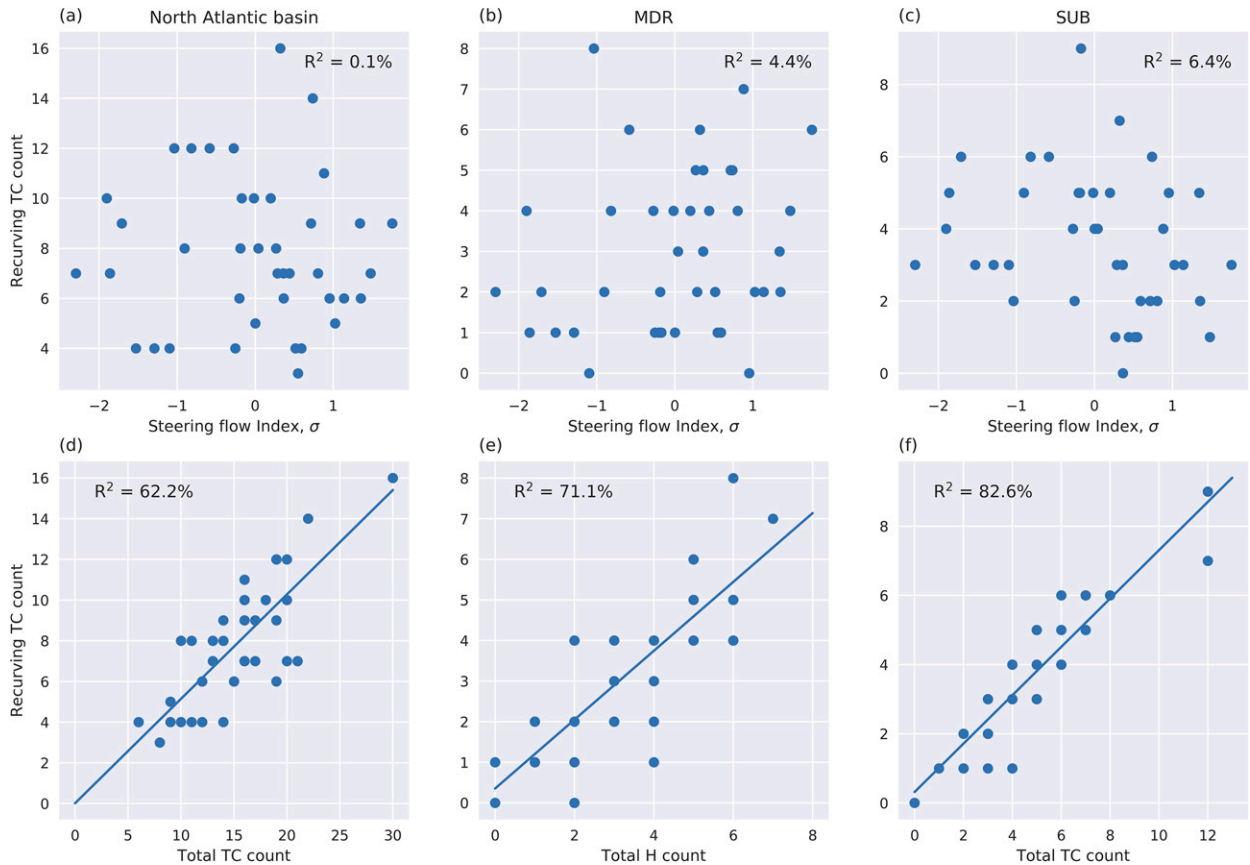 (a) North Atlantic basin
(b) MDR
(c) SUB
R² = 0.1%
R² = 4.4%
R² = 6.4%
Recurving TC count
16
14
12
10
8
6
4
8
7
6
5
4
3
2
1
0
8
6
4
2
0
−2 −1 0 1
−2 −1 0 1
−2 −1 0 1
Steering flow Index, σ
Steering flow Index, σ
Steering flow Index, σ
(d)
(e)
(f)
R² = 62.2%
R² = 71.1%
R² = 82.6%
Recurving TC count
16
14
12
10
8
6
4
2
0
8
7
6
5
4
3
2
1
0
8
6
4
2
0
0 5 10 15 20 25 30
0 2 4 6 8
0 2 4 6 8 10 12
Total TC count
Total H count
Total TC count